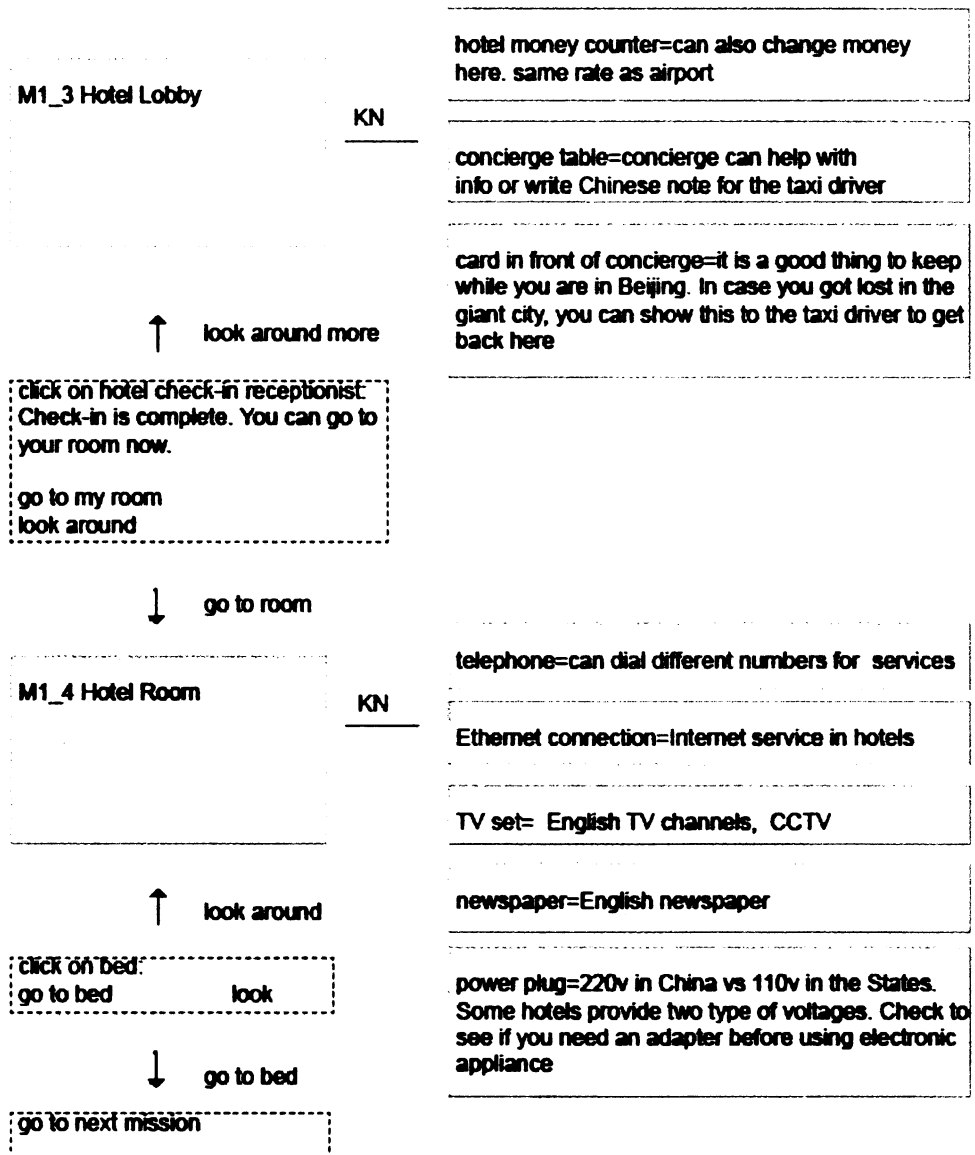 M1_3 Hotel Lobby
KN
hotel money counter=can also change money
here. same rate as airport
concierge table=concierge can help with
info or write Chinese note for the taxi driver
card in front of concierge=it is a good thing to keep
while you are in Beijing. In case you got lost in the
giant city, you can show this to the taxi driver to get
back here
look around more
click on hotel check-in receptionist:
Check-in is complete. You can go to
your room now.
go to my room
look around
go to room
M1_4 Hotel Room
KN
telephone=can dial different numbers for services
Ethernet connection=Internet service in hotels
TV set= English TV channels, CCTV
newspaper=English newspaper
power plug=220v in China vs 110v in the States.
Some hotels provide two type of voltages. Check to
see if you need an adapter before using electronic
appliance
look around
click on bed:
go to bed look
go to bed
go to next mission